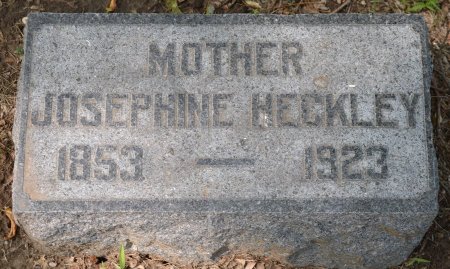 MOTHER
JOSEPHINE HECKLEY
1853 — 1923